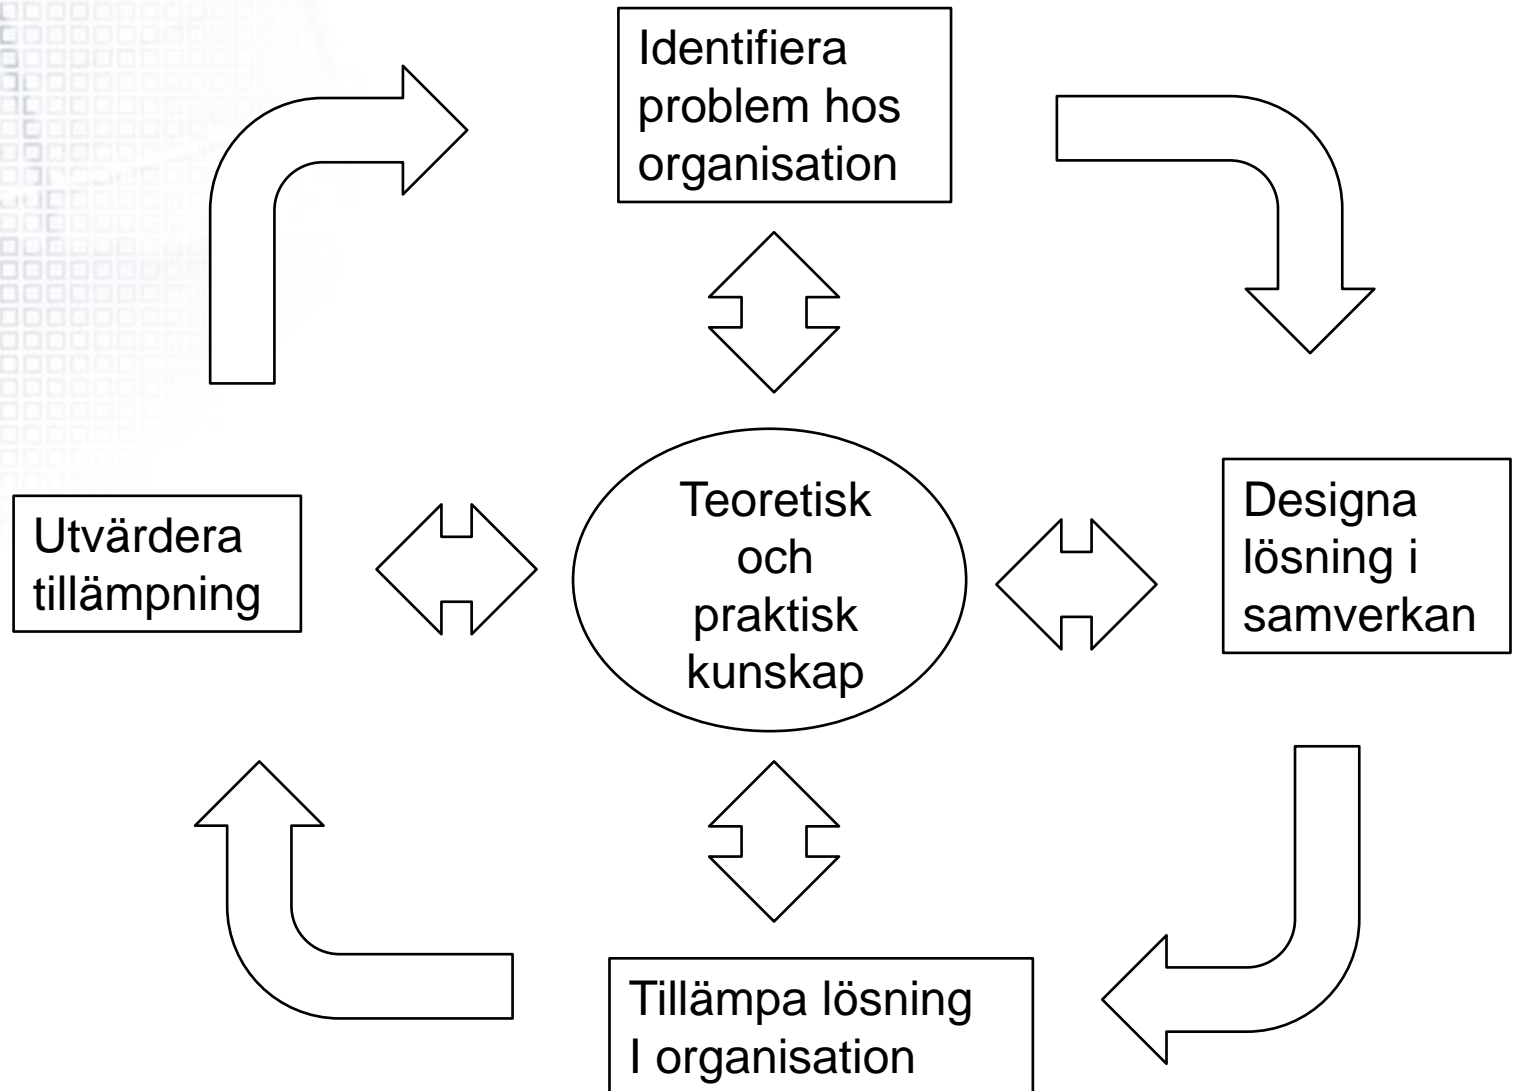 Identifiera
problem hos
organisation
Teoretisk
och
praktisk
kunskap
Designa
lösning i
samverkan
Utvärdera
tillämpning
Tillämpa lösning
I organisation